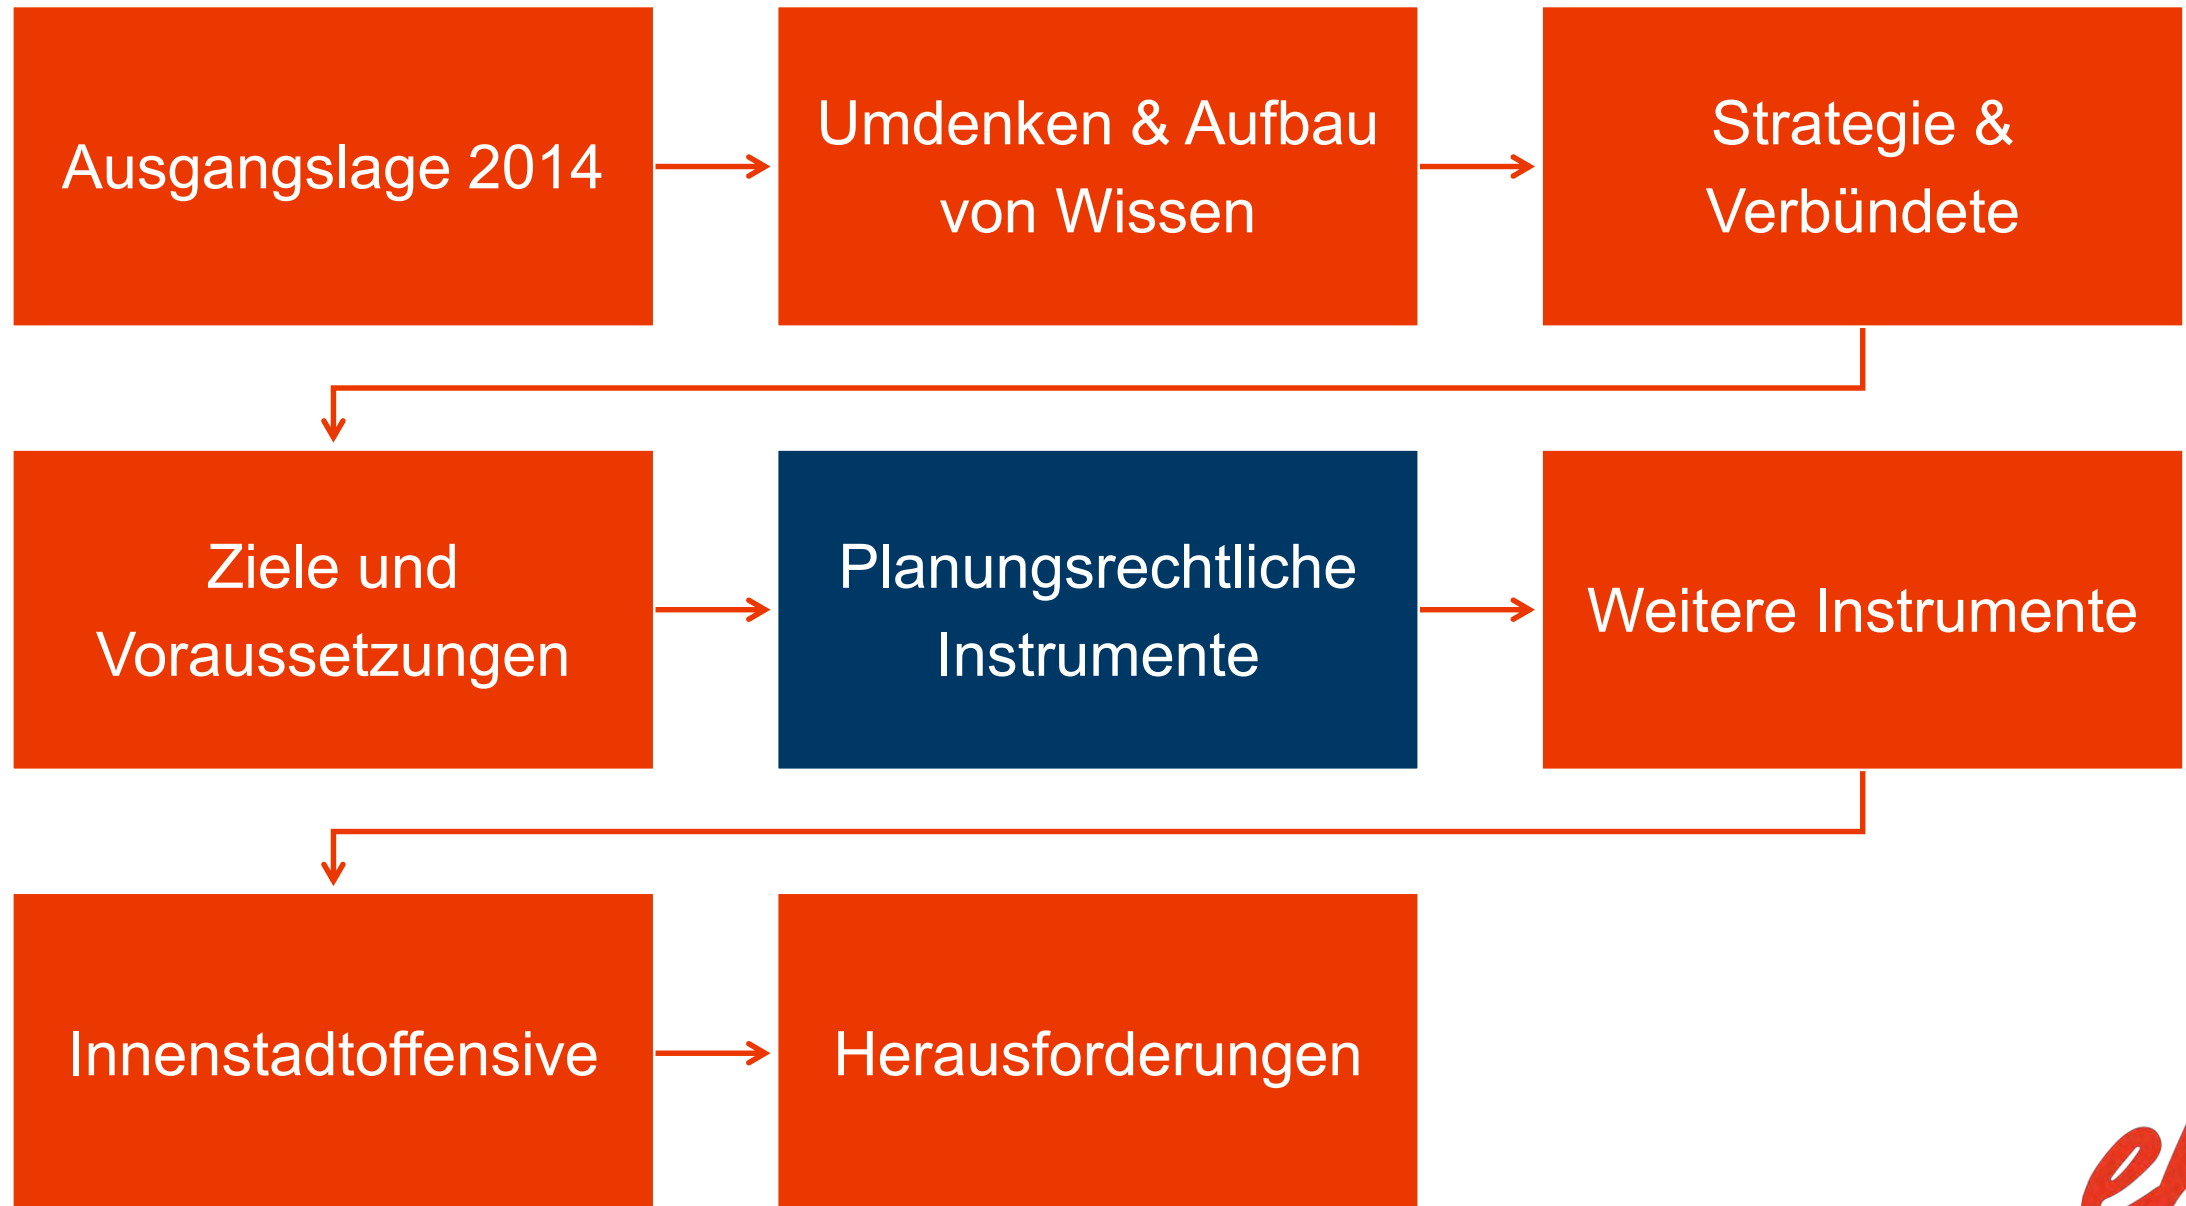 Ausgangslage 2014
Umdenken & Aufbau
von Wissen
Strategie &
Verbündete
Ziele und
Voraussetzungen
Planungsrechtliche
Instrumente
Weitere Instrumente
Innenstadtoffensive
Herausforderungen